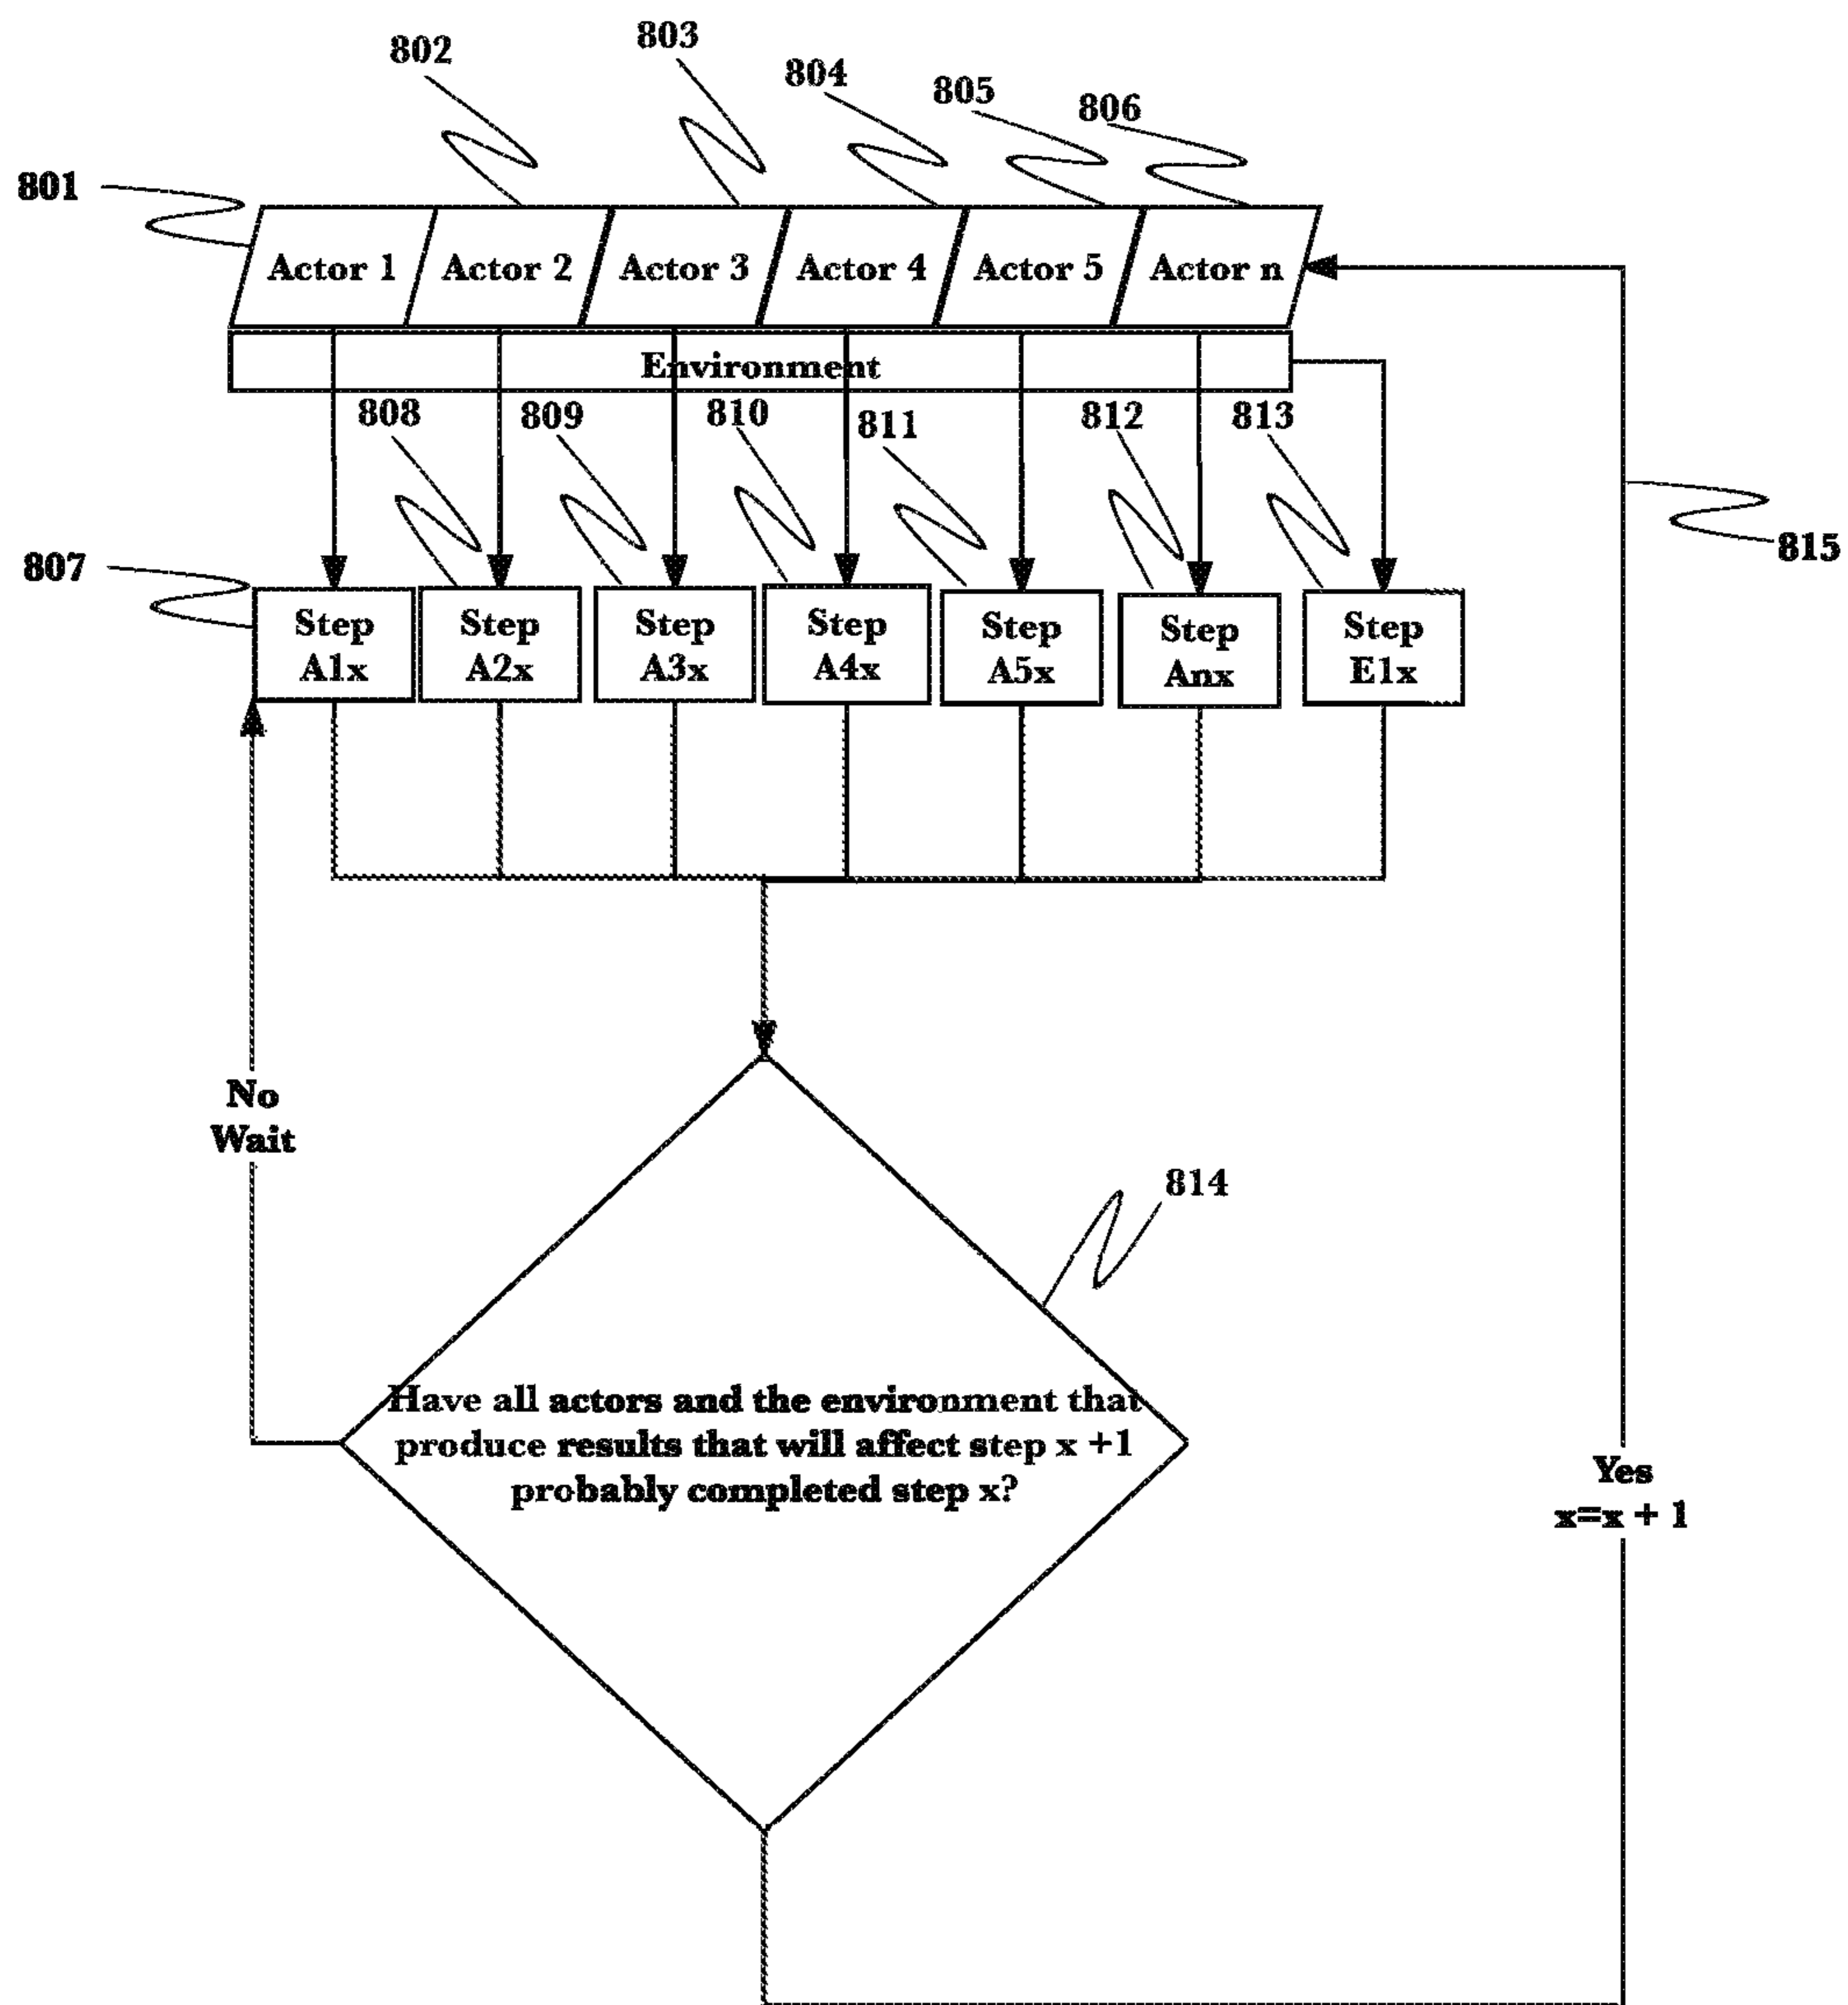 802
803
804
805
806
801
Actor 1
Actor 2
Actor 3
Actor 4
Actor 5
Actor n
Environment
808
809
810
811
812
813
815
807
Step
A1x
Step
A2x
Step
A3x
Step
A4x
Step
A5x
Step
Anx
Step
E1x
No
Wait
814
Have all actors and the environment that
produce results that will affect step x +1
probably completed step x?
Yes
x=x + 1